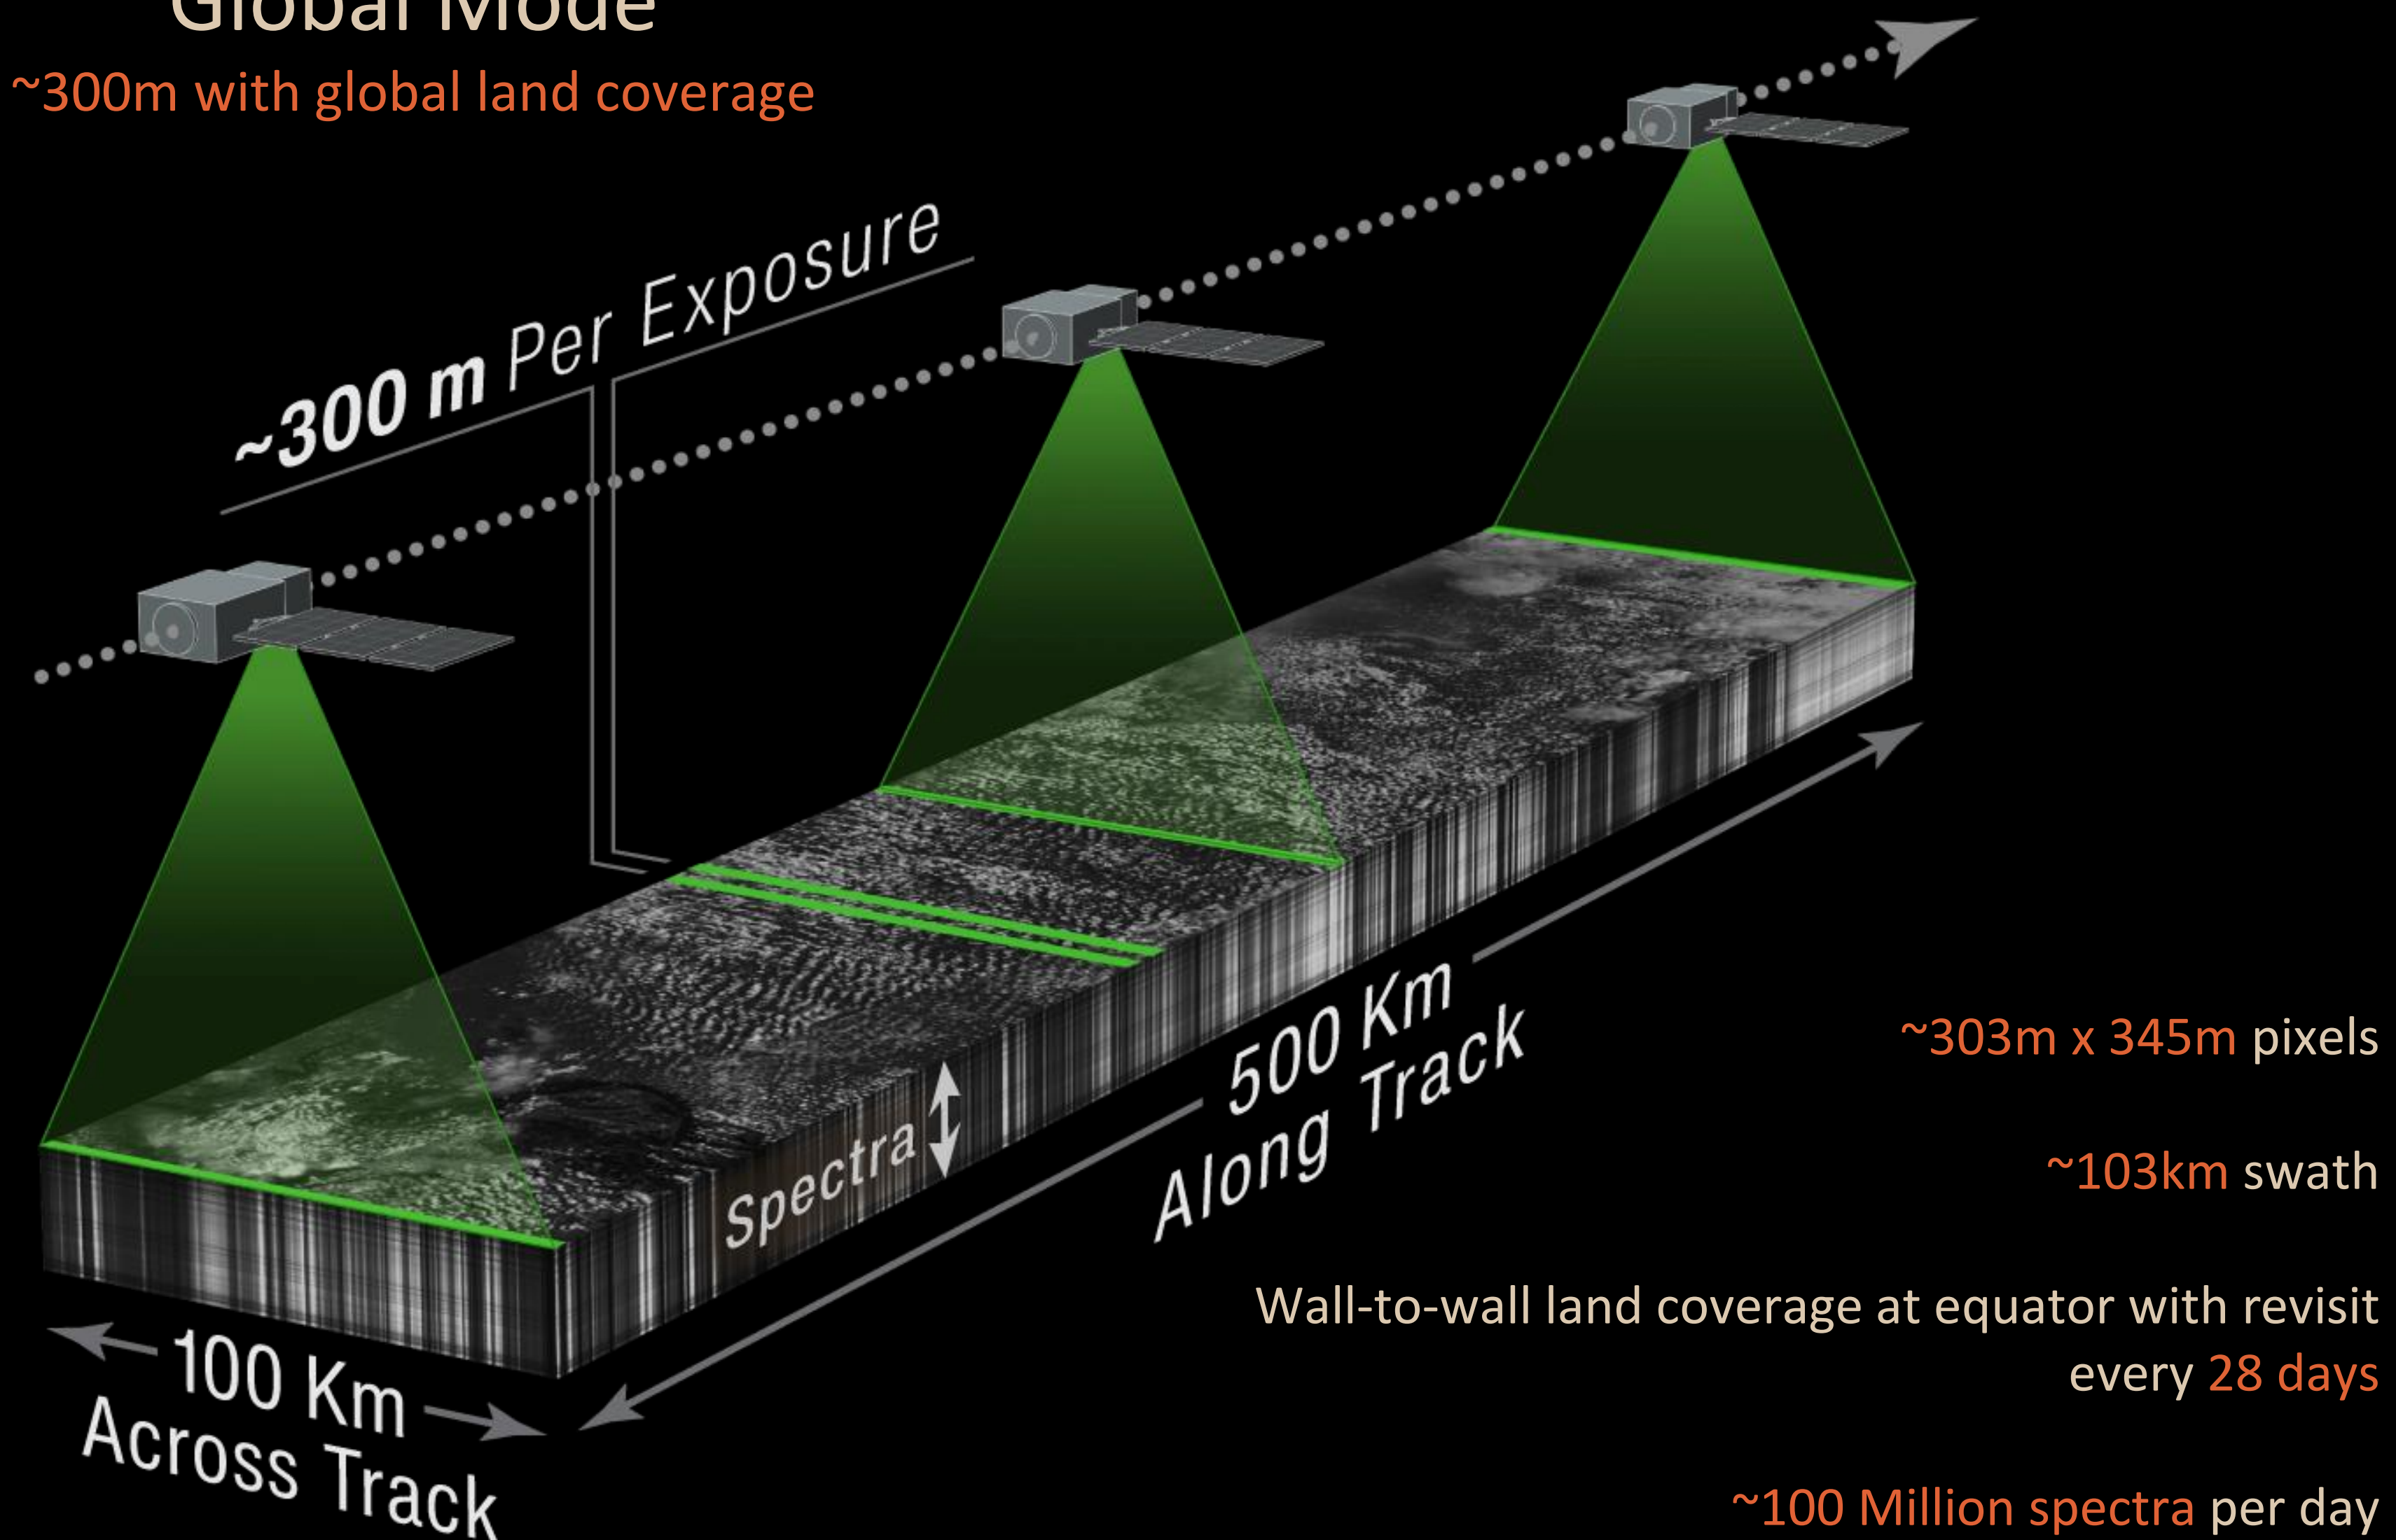 Global Mode
~300m with global land coverage
~300 m Per Exposure
Spectra
500 Km
Along Track
100 Km
Across Track
~303m x 345m pixels
~103km swath
Wall-to-wall land coverage at equator with revisit
every 28 days
~100 Million spectra per day